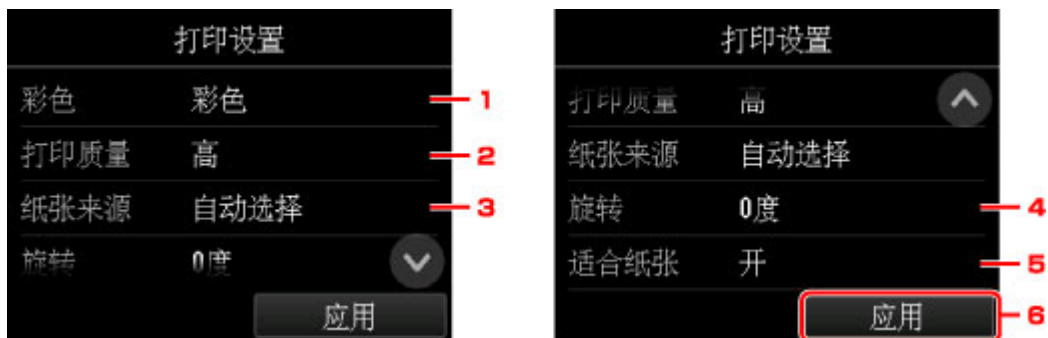 打印设置
彩色 彩色 1
打印质量 高 2
纸张来源 自动选择 3
旋转 0度
应用
打印设置
打印质量 高
纸张来源 自动选择
旋转 0度 4
适合纸张 开 5
应用 6